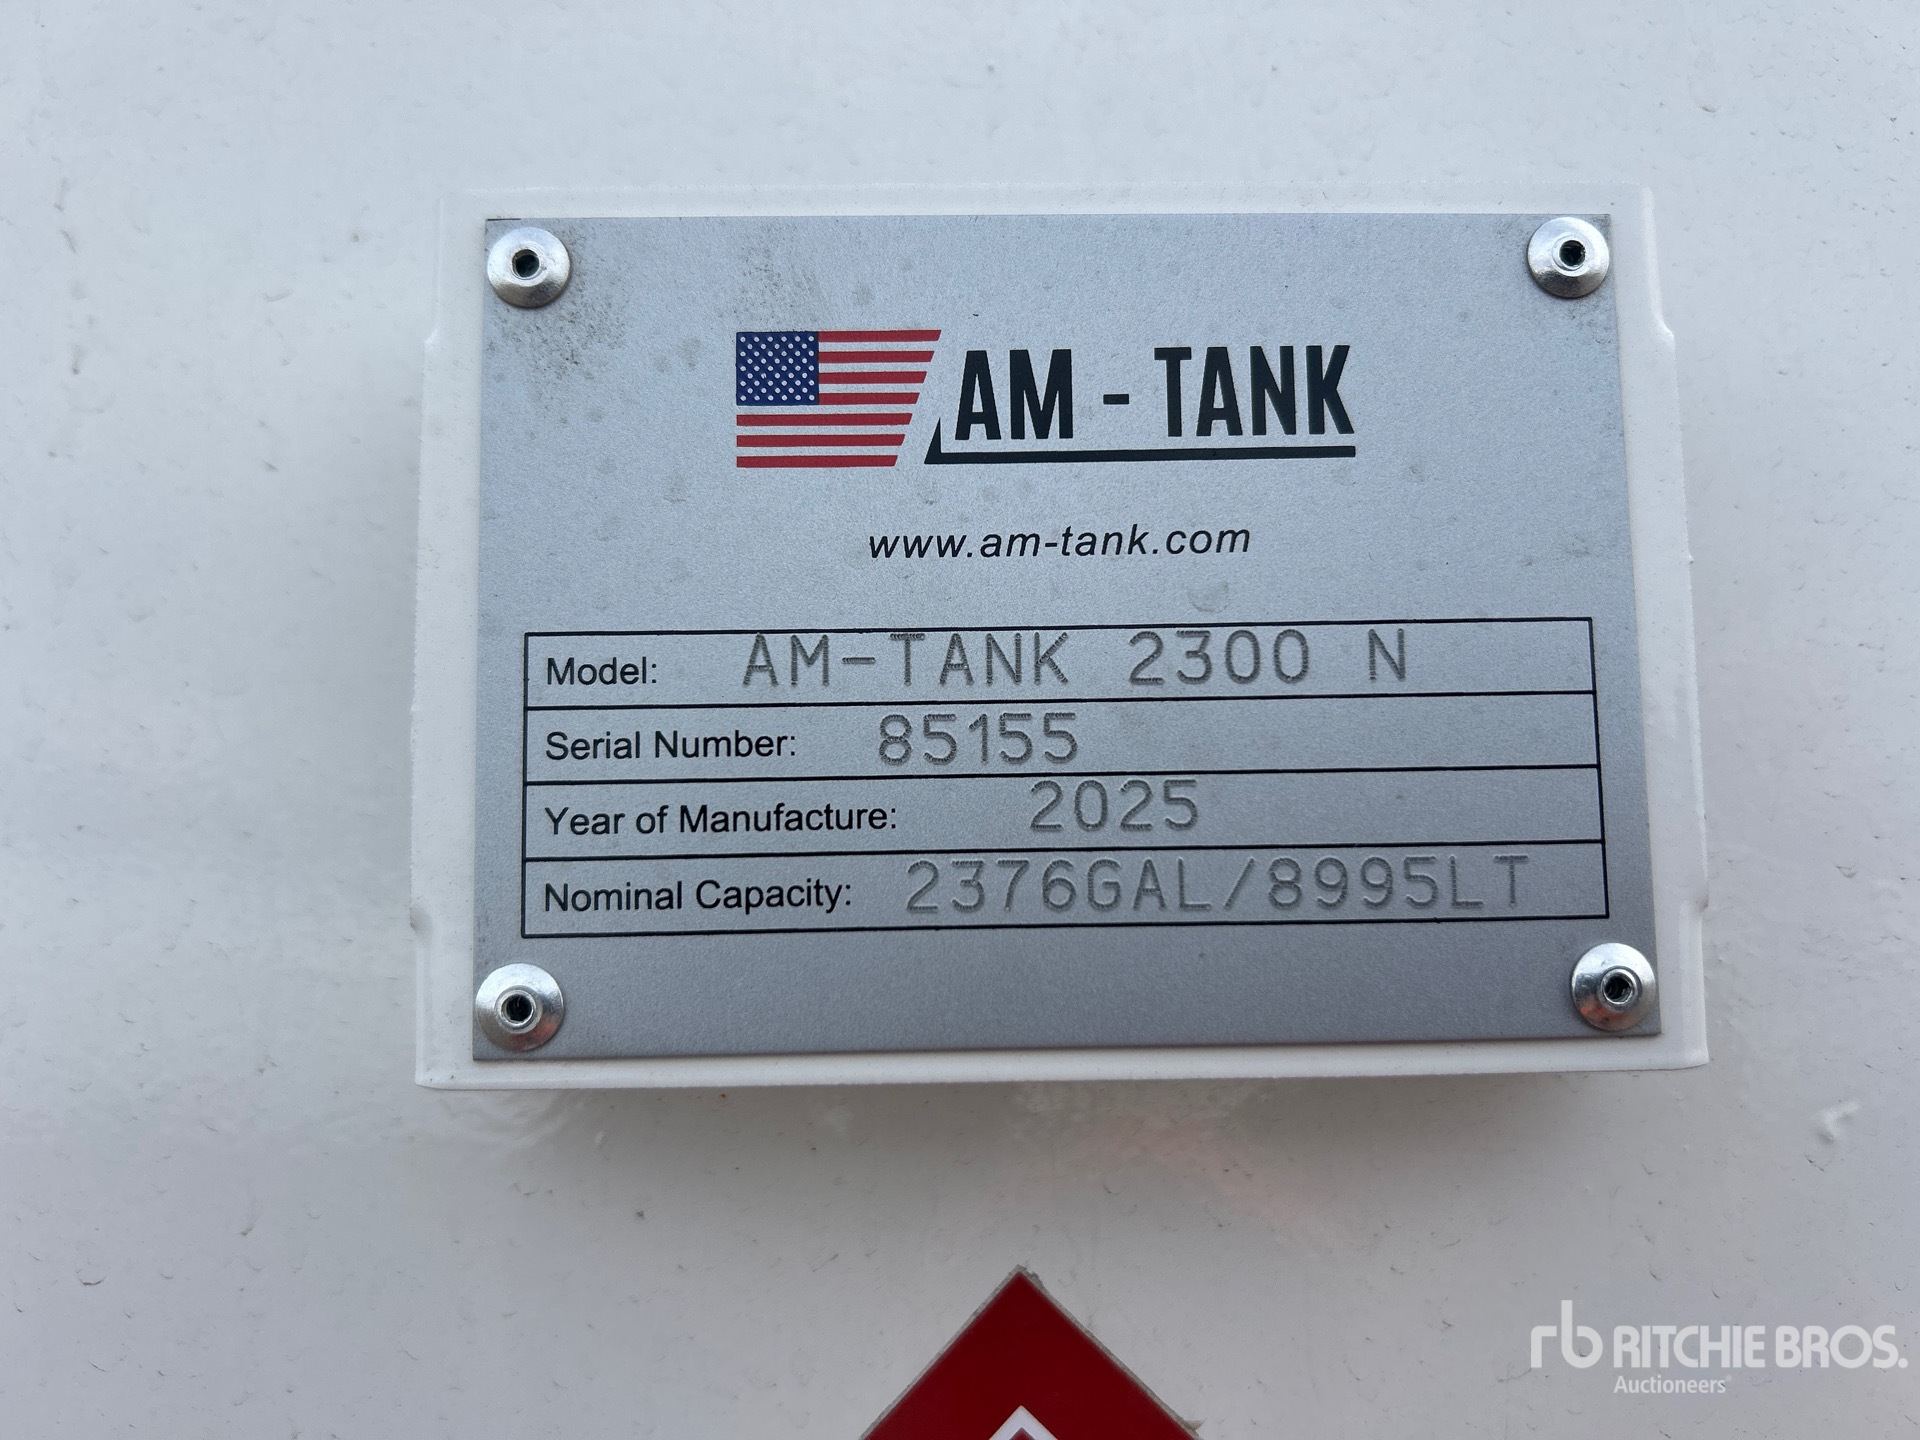 AM - TANK
www.am-tank.com
Model: AM-TANK 2300 N
Serial Number: 85155
Year of Manufacture: 2025
Nominal Capacity: 2376GAL/8995LT
rb RITCHIE BROS.
Auctioneers